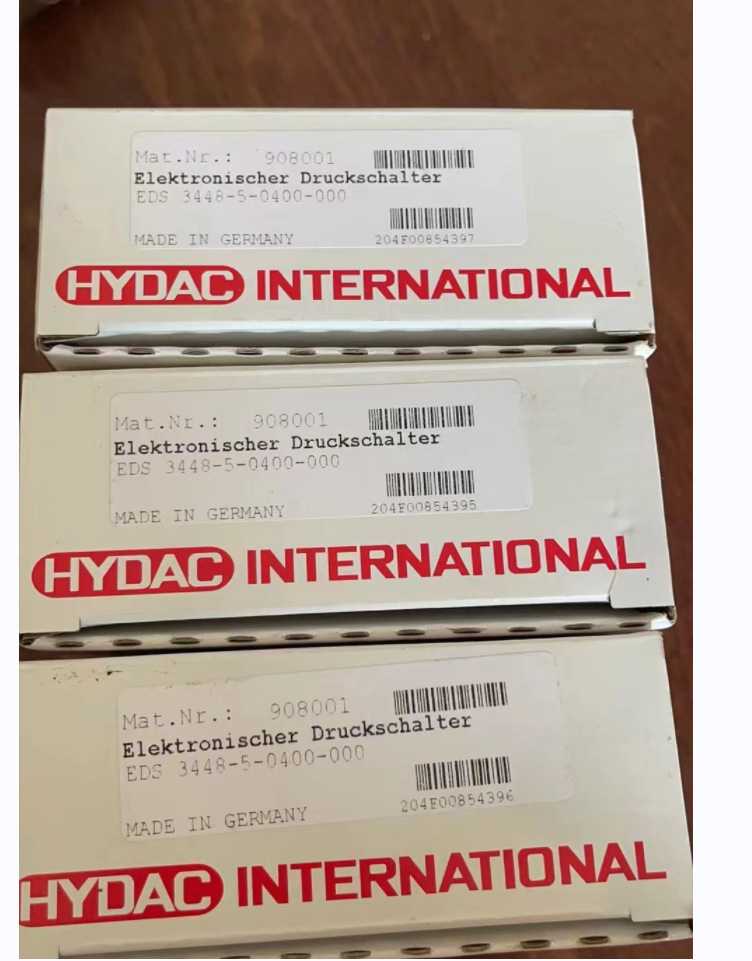 Mat.Nr.: 908001
Elektronischer Druckschalter
EDS 3448-5-0400-000
MADE IN GERMANY 204F00854397
HYDAC INTERNATIONAL
Mat.Nr.: 908001
Elektronischer Druckschalter
EDS 3448-5-0400-000
MADE IN GERMANY 204F00854395
HYDAC INTERNATIONAL
Mat.Nr.: 908001
Elektronischer Druckschalter
EDS 3448-5-0400-000
MADE IN GERMANY 204F00854396
HYDAC INTERNATIONAL